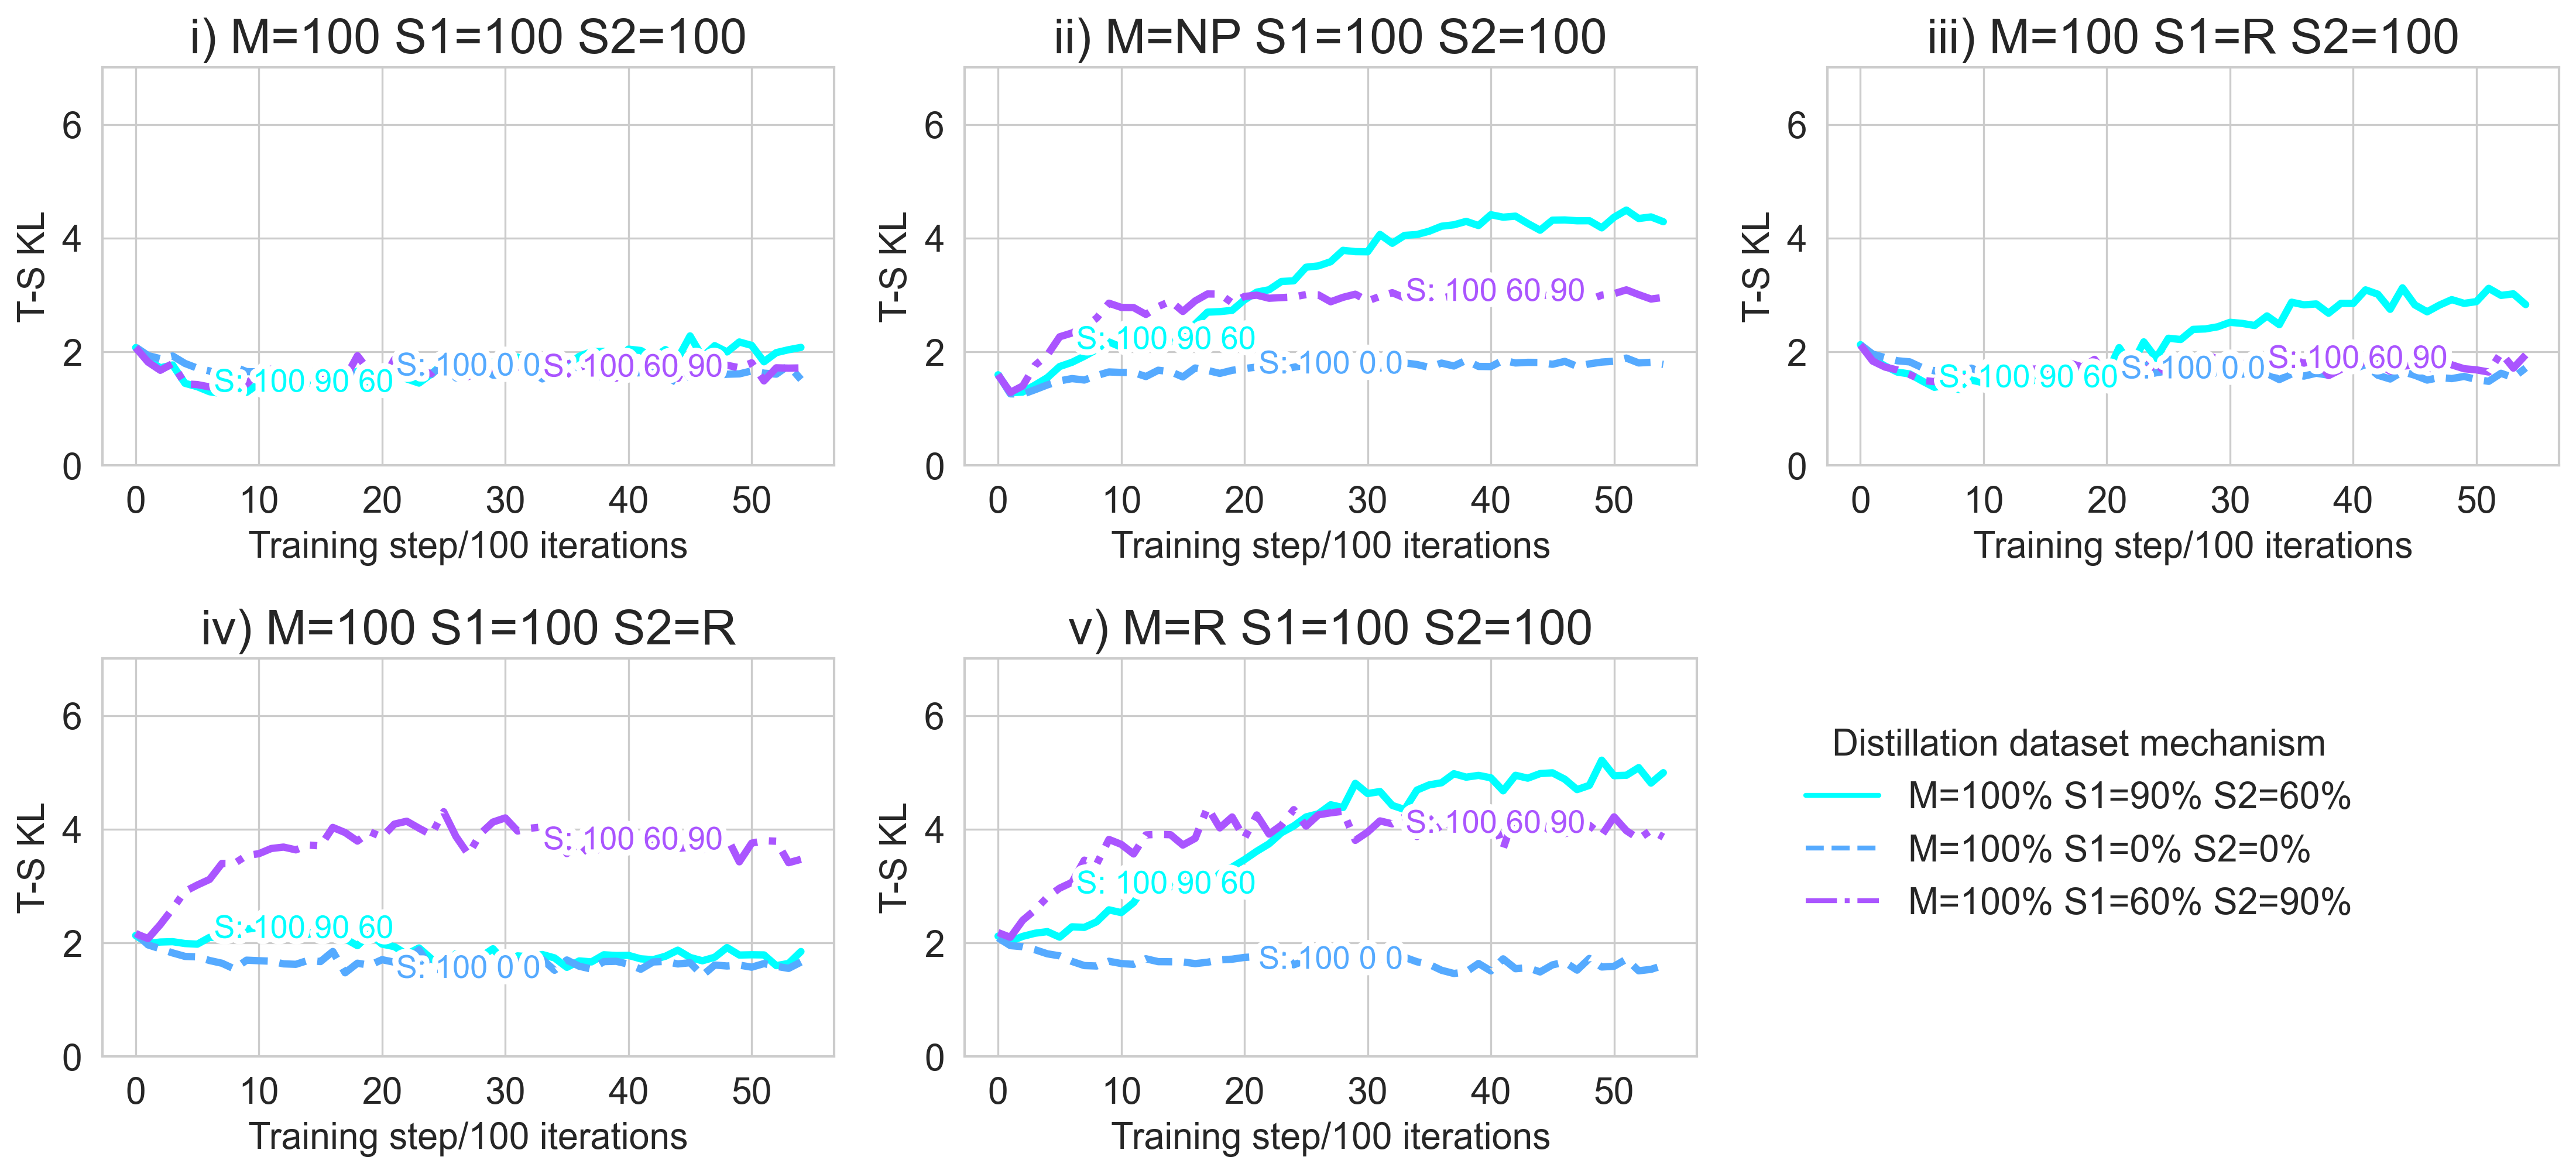 i) M=100 S1=100 S2=100
T-S KL
6
4
2
0
S: 100 90 60
S: 100 0 0
S: 100 60 90
0 10 20 30 40 50
Training step/100 iterations
ii) M=NP S1=100 S2=100
T-S KL
6
4
2
0
S: 100 60 90
S: 100 90 60
S: 100 0 0
0 10 20 30 40 50
Training step/100 iterations
iii) M=100 S1=R S2=100
T-S KL
6
4
2
0
S: 100 90 60
S: 100 0 0
S: 100 60 90
0 10 20 30 40 50
Training step/100 iterations
iv) M=100 S1=100 S2=R
T-S KL
6
4
2
0
S: 100 60 90
S: 100 90 60
S: 100 0 0
0 10 20 30 40 50
Training step/100 iterations
v) M=R S1=100 S2=100
T-S KL
6
4
2
0
S: 100 60 90
S: 100 90 60
S: 100 0 0
0 10 20 30 40 50
Training step/100 iterations
Distillation dataset mechanism
M=100% S1=90% S2=60%
M=100% S1=0% S2=0%
M=100% S1=60% S2=90%